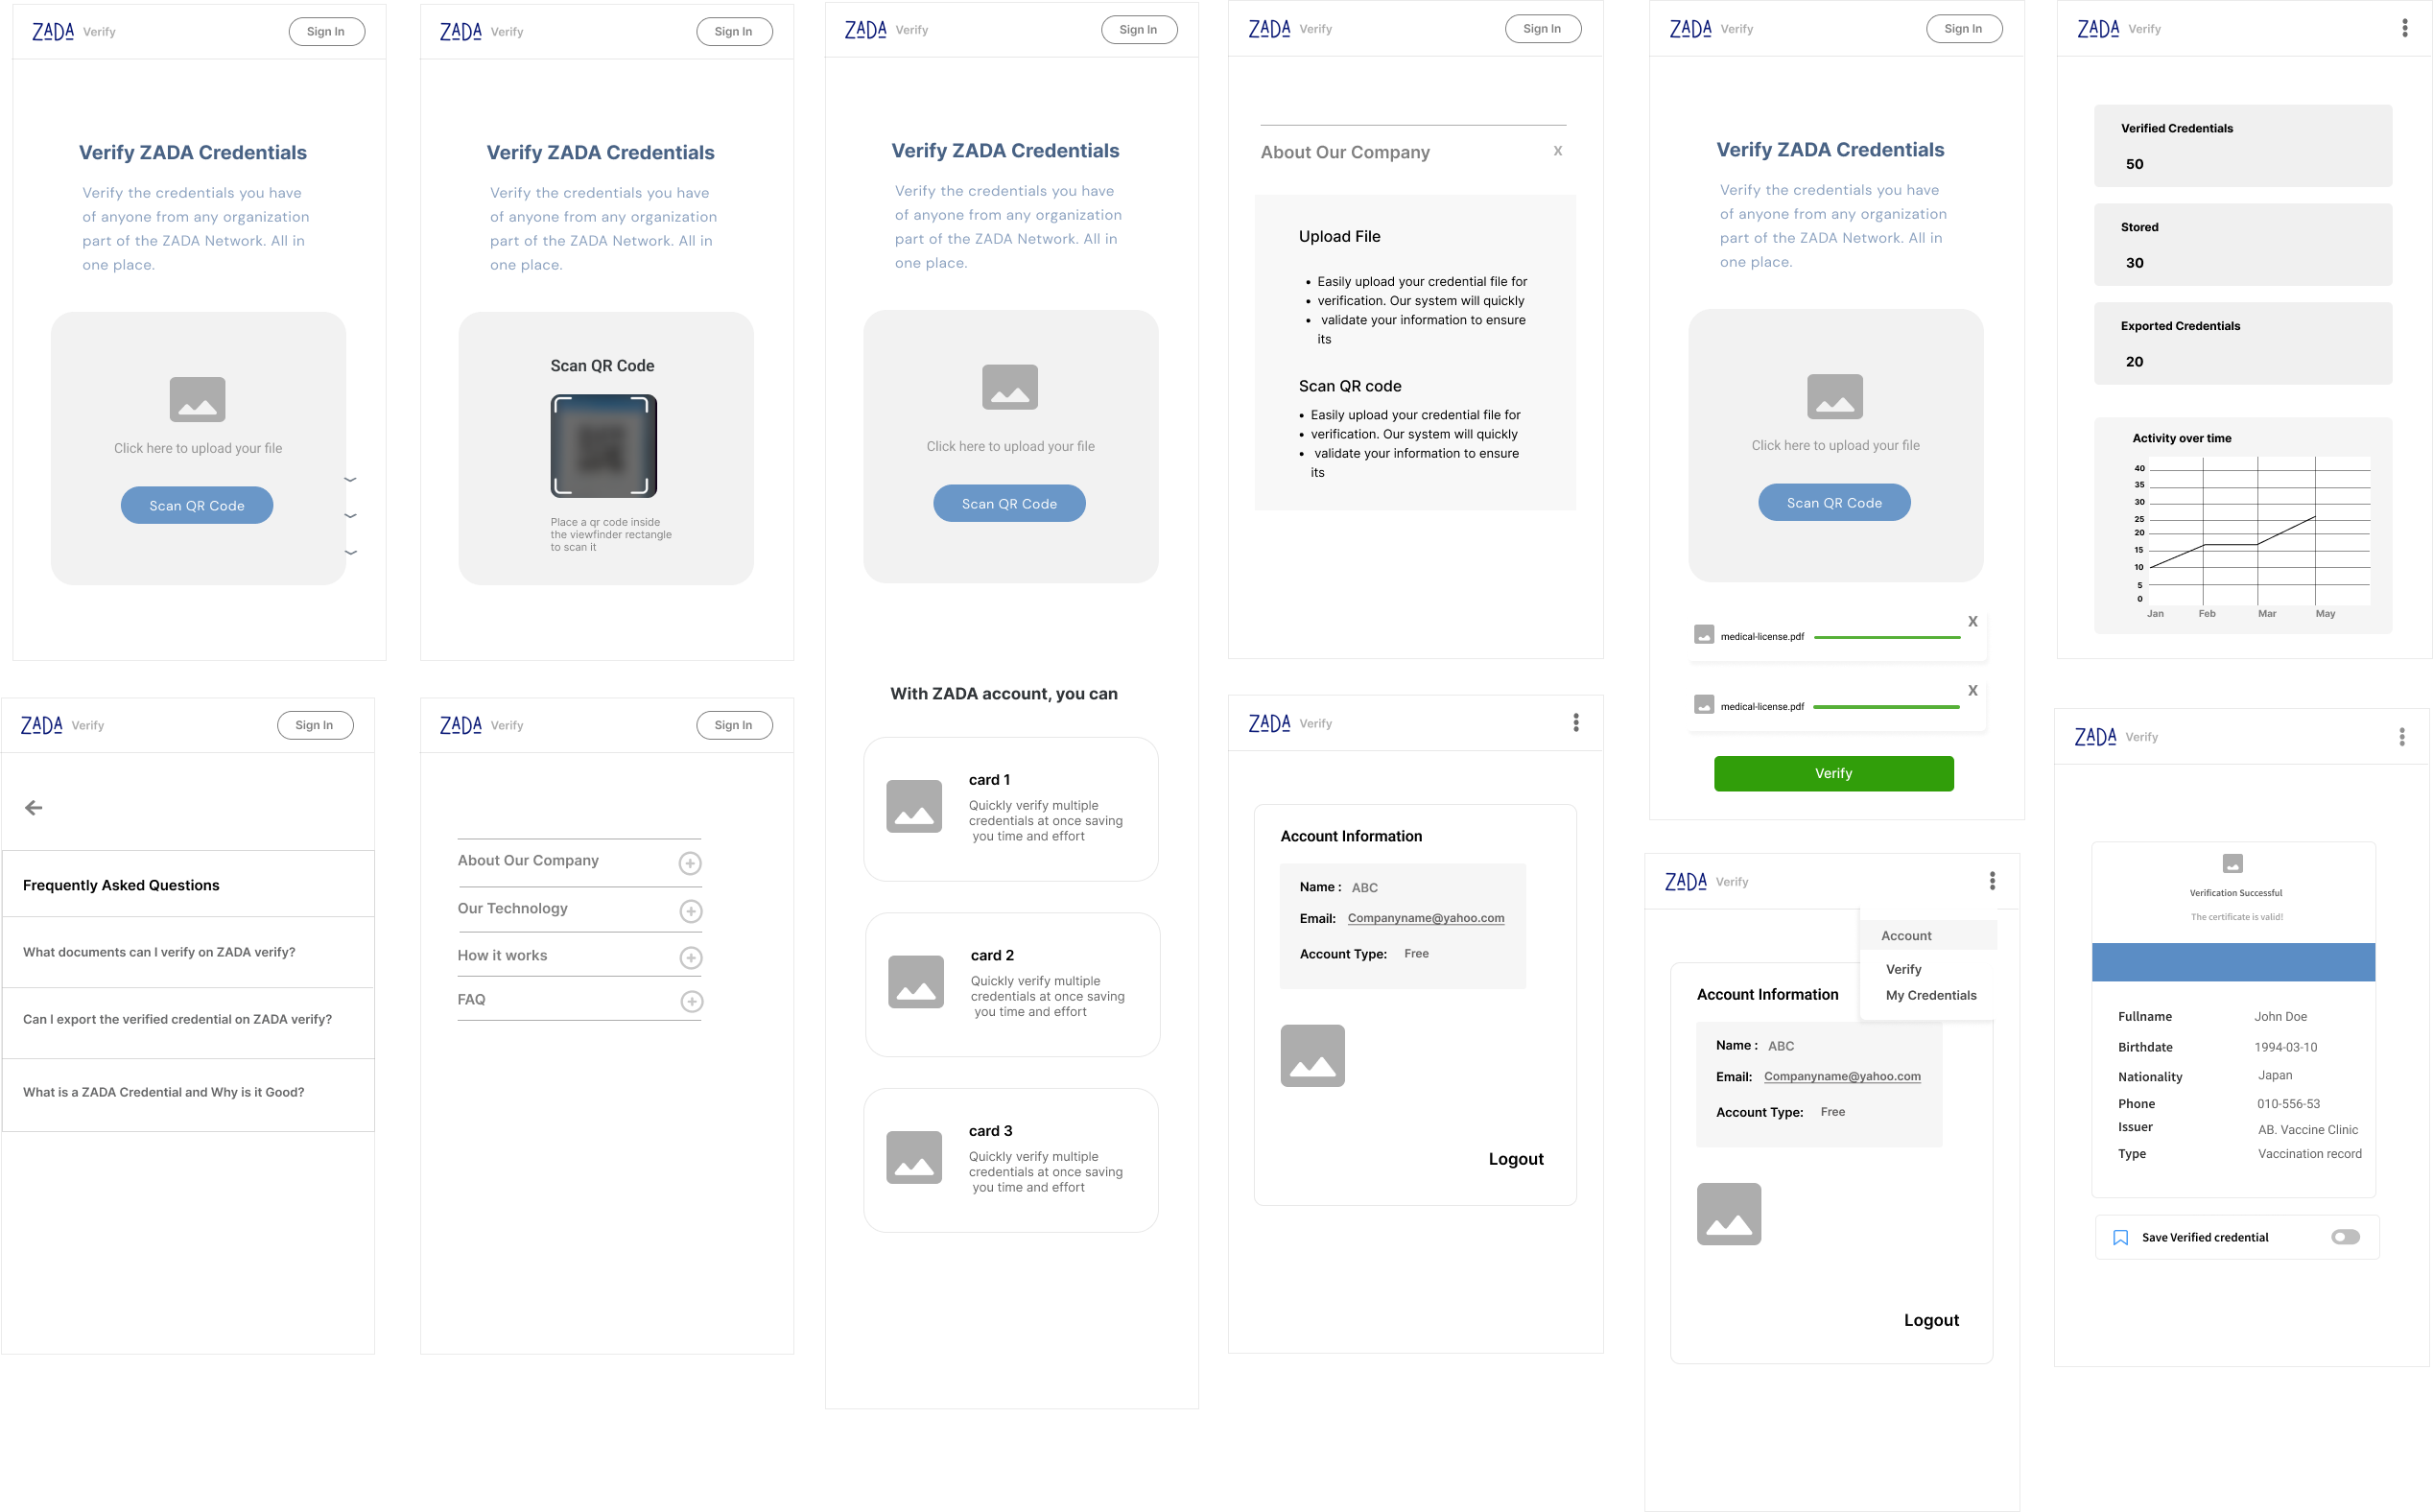 ZADA Verify
Sign In
Verify ZADA Credentials
Verify the credentials you have
of anyone from any organization
part of the ZADA Network. All in
one place.
Click here to upload your file
Scan QR Code
ZADA Verify
Sign In
Verify ZADA Credentials
Verify the credentials you have
of anyone from any organization
part of the ZADA Network. All in
one place.
Scan QR Code
Place a qr code inside
the viewfinder rectangle
to scan it
ZADA Verify
Sign In
Verify ZADA Credentials
Verify the credentials you have
of anyone from any organization
part of the ZADA Network. All in
one place.
Click here to upload your file
Scan QR Code
With ZADA account, you can
card 1
Quickly verify multiple
credentials at once saving
you time and effort
card 2
Quickly verify multiple
credentials at once saving
you time and effort
card 3
Quickly verify multiple
credentials at once saving
you time and effort
ZADA Verify
Sign In
About Our Company X
Upload File
• Easily upload your credential file for
• verification. Our system will quickly
• validate your information to ensure
its
Scan QR code
• Easily upload your credential file for
• verification. Our system will quickly
• validate your information to ensure
its
ZADA Verify
Sign In
Verify ZADA Credentials
Verify the credentials you have
of anyone from any organization
part of the ZADA Network. All in
one place.
Click here to upload your file
Scan QR Code
X
medical-license.pdf
X
medical-license.pdf
Verify
ZADA Verify
Verified Credentials
50
Stored
30
Exported Credentials
20
Activity over time
40
35
30
25
20
15
10
5
0
Jan Feb Mar May
ZADA Verify
Sign In
Frequently Asked Questions
What documents can I verify on ZADA verify?
Can I export the verified credential on ZADA verify?
What is a ZADA Credential and Why is it Good?
ZADA Verify
Sign In
About Our Company
Our Technology
How it works
FAQ
ZADA Verify
Account Information
Name : ABC
Email: Companyname@yahoo.com
Account Type: Free
Logout
ZADA Verify
Account
Verify
My Credentials
Account Information
Name : ABC
Email: Companyname@yahoo.com
Account Type: Free
Logout
ZADA Verify
Verification Successful
The certificate is valid!
Fullname John Doe
Birthdate 1994-03-10
Nationality Japan
Phone 010-556-53
Issuer AB. Vaccine Clinic
Type Vaccination record
Save Verified credential